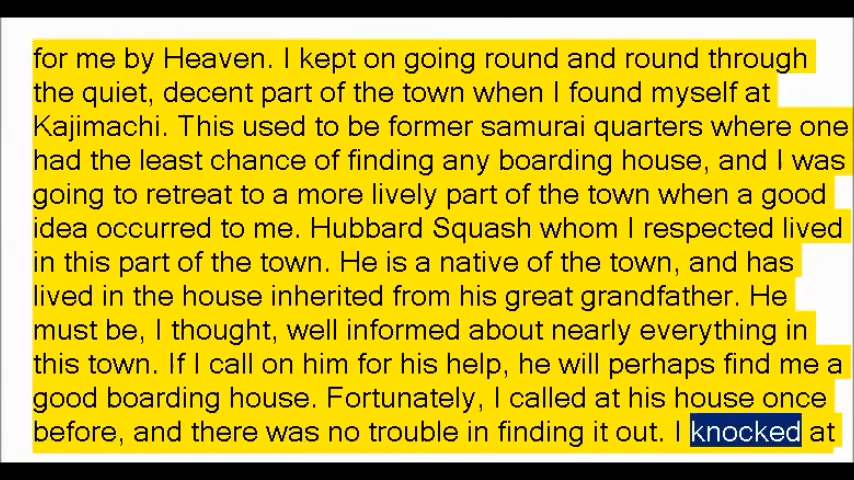 for me by Heaven. I kept on going round and round through
the quiet, decent part of the town when I found myself at
Kajimachi. This used to be former samurai quarters where one
had the least chance of finding any boarding house, and I was
going to retreat to a more lively part of the town when a good
idea occurred to me. Hubbard Squash whom I respected lived
in this part of the town. He is a native of the town, and has
lived in the house inherited from his great grandfather. He
must be, I thought, well informed about nearly everything in
this town. If I call on him for his help, he will perhaps find me a
good boarding house. Fortunately, I called at his house once
before, and there was no trouble in finding it out. I knocked at